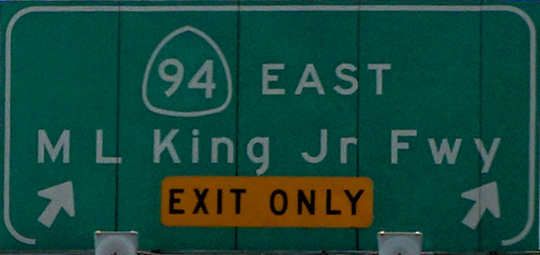 94 EAST
M L King Jr Fwy
EXIT ONLY